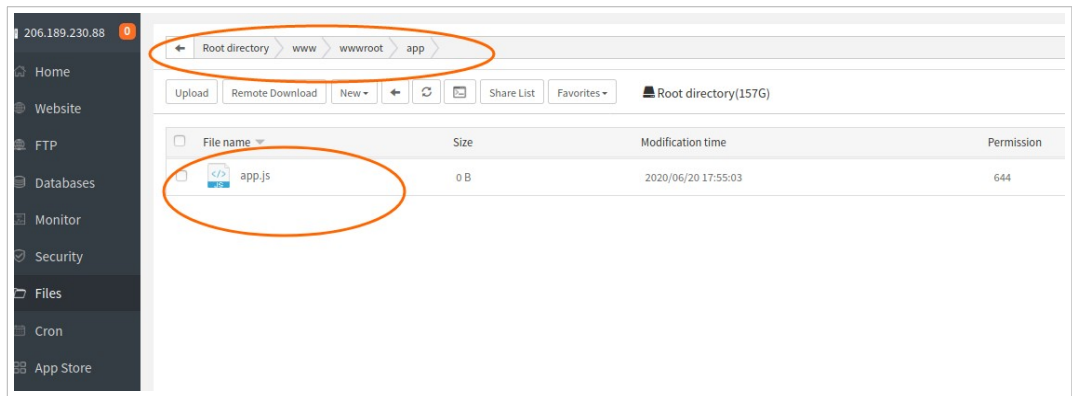 206.189.230.88 0
Root directory www wwwroot app
Home
Upload Remote Download New Share List Favorites Root directory(157G)
Website
File name Size Modification time Permission
FTP
app.js 0 B 2020/06/20 17:55:03 644
JS
Databases
Monitor
Security
Files
Cron
App Store